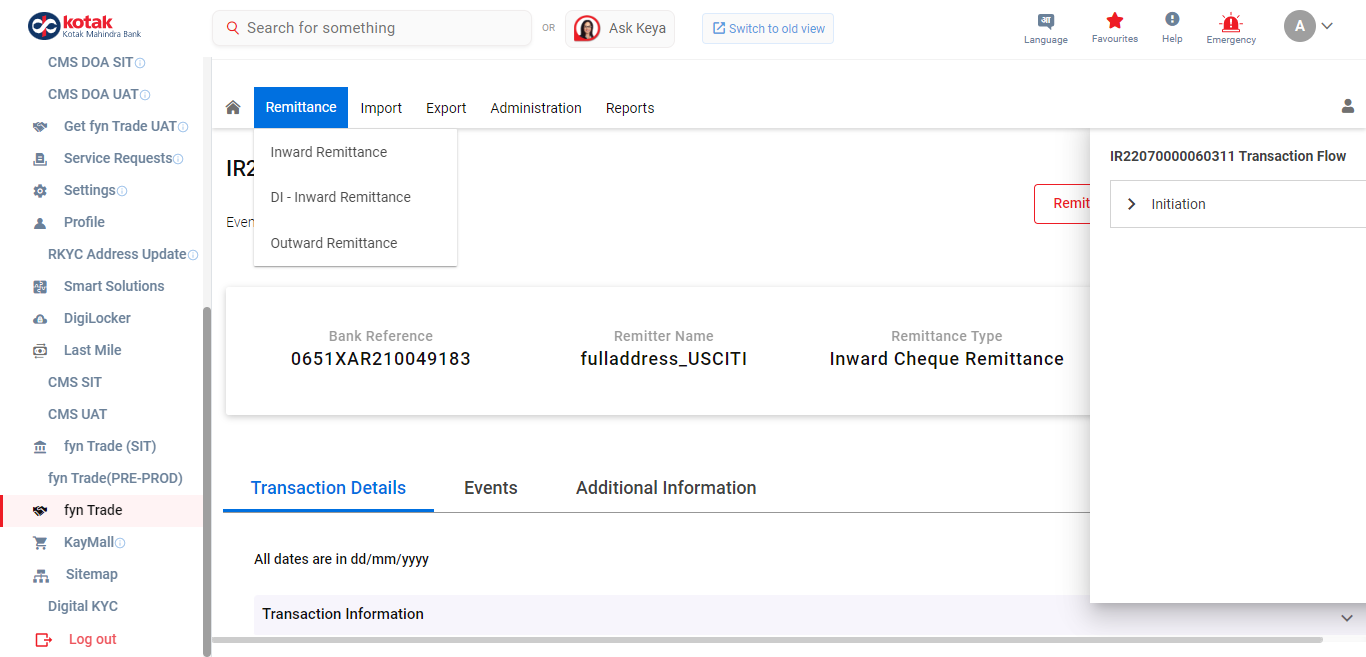 kotak
Kotak Mahindra Bank
Search for something
OR
Ask Keya
Switch to old view
Language
Favourites
Help
Emergency
A
CMS DOA SIT
CMS DOA UAT
Get fyn Trade UAT
Service Requests
Settings
Profile
RKYC Address Update
Smart Solutions
DigiLocker
Last Mile
CMS SIT
CMS UAT
fyn Trade (SIT)
fyn Trade(PRE-PROD)
fyn Trade
KayMall
Sitemap
Digital KYC
Log out
Remittance
Import
Export
Administration
Reports
Inward Remittance
DI - Inward Remittance
Outward Remittance
IR2
Even
Remit
IR22070000060311 Transaction Flow
Initiation
Bank Reference
0651XAR210049183
Remitter Name
fulladdress_USCITI
Remittance Type
Inward Cheque Remittance
Transaction Details
Events
Additional Information
All dates are in dd/mm/yyyy
Transaction Information